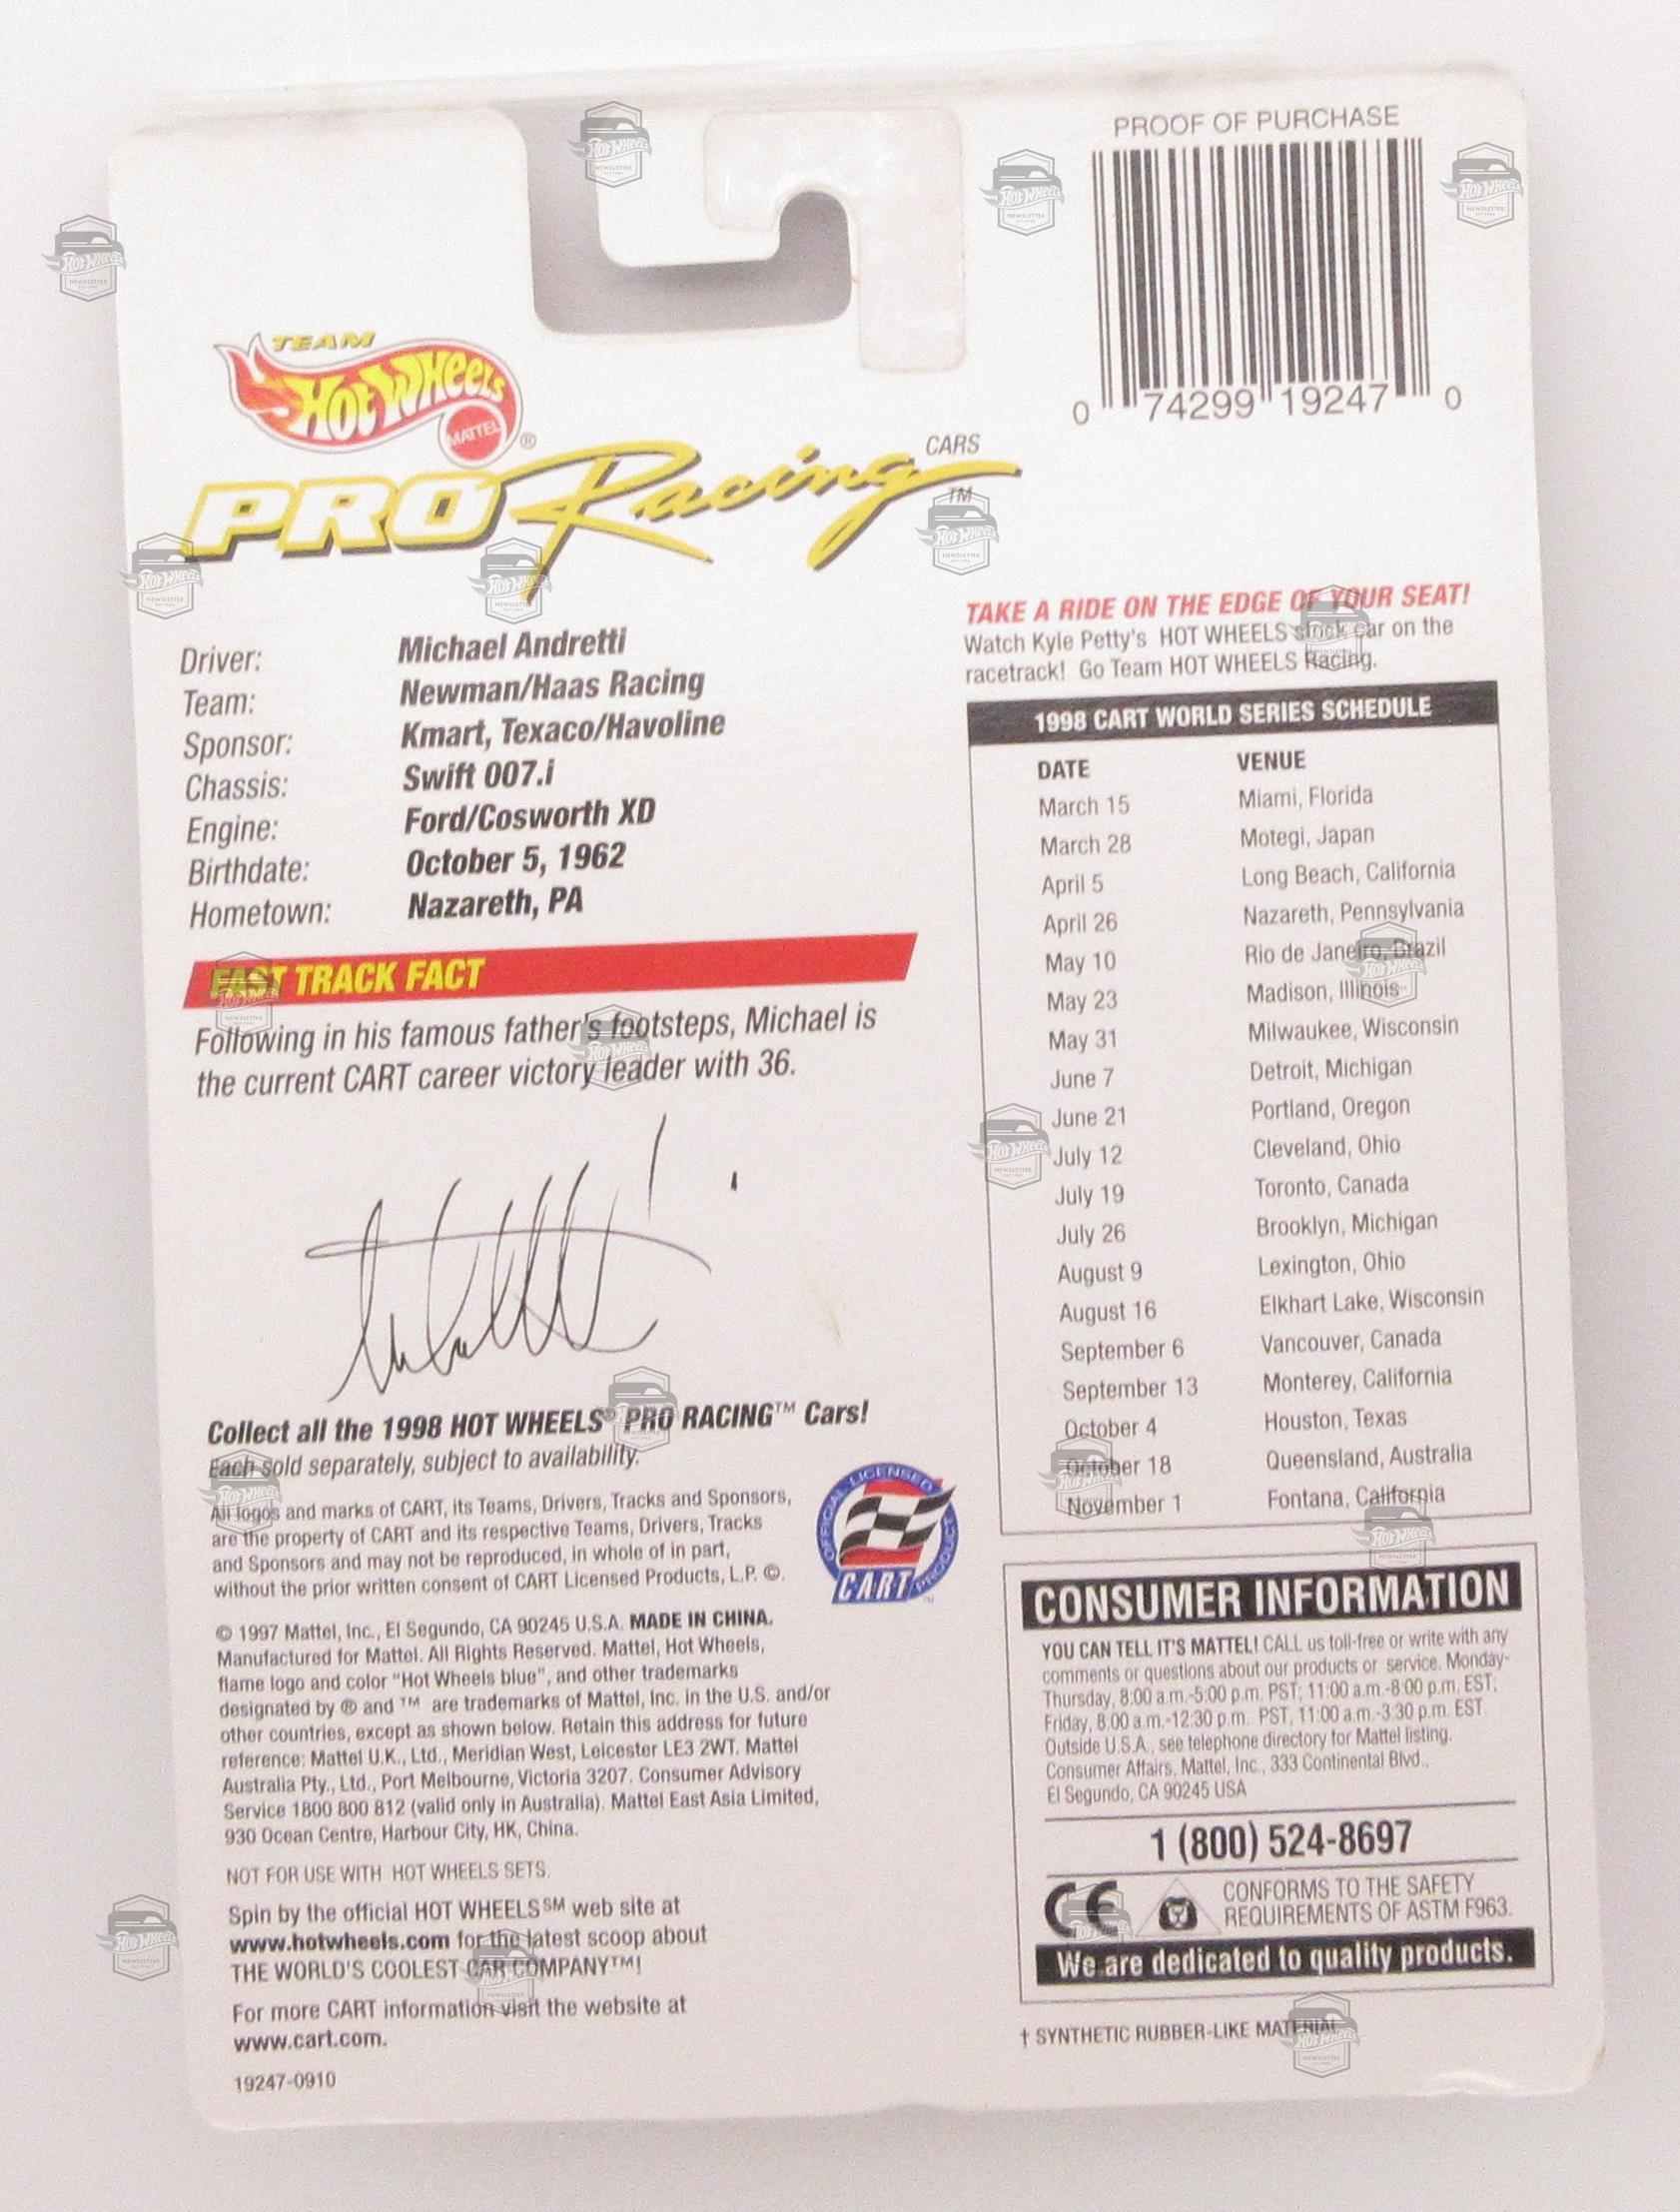 PROOF OF PURCHASE
0 74299 19247 0
TEAM
Hot Wheels
MATTEL ®
CARS
PRO Racing TM
Driver: Michael Andretti
Team: Newman/Haas Racing
Sponsor: Kmart, Texaco/Havoline
Chassis: Swift 007.i
Engine: Ford/Cosworth XD
Birthdate: October 5, 1962
Hometown: Nazareth, PA
FAST TRACK FACT
Following in his famous father's footsteps, Michael is
the current CART career victory leader with 36.
Collect all the 1998 HOT WHEELS® PRO RACING™ Cars!
Each sold separately, subject to availability.
All logos and marks of CART, its Teams, Drivers, Tracks and Sponsors,
are the property of CART and its respective Teams, Drivers, Tracks
and Sponsors and may not be reproduced, in whole of in part,
without the prior written consent of CART Licensed Products, L.P. ©.
OFFICIAL LICENSED PRODUCT
CART ™
© 1997 Mattel, Inc., El Segundo, CA 90245 U.S.A. MADE IN CHINA.
Manufactured for Mattel. All Rights Reserved. Mattel, Hot Wheels,
flame logo and color "Hot Wheels blue", and other trademarks
designated by ® and ™ are trademarks of Mattel, Inc. in the U.S. and/or
other countries, except as shown below. Retain this address for future
reference: Mattel U.K., Ltd., Meridian West, Leicester LE3 2WT. Mattel
Australia Pty., Ltd., Port Melbourne, Victoria 3207. Consumer Advisory
Service 1800 800 812 (valid only in Australia). Mattel East Asia Limited,
930 Ocean Centre, Harbour City, HK, China.
NOT FOR USE WITH HOT WHEELS SETS.
Spin by the official HOT WHEELS℠ web site at
www.hotwheels.com for the latest scoop about
THE WORLD'S COOLEST CAR COMPANY™!
For more CART information visit the website at
www.cart.com.
19247-0910
TAKE A RIDE ON THE EDGE OF YOUR SEAT!
Watch Kyle Petty's HOT WHEELS stock car on the
racetrack! Go Team HOT WHEELS Racing.
1998 CART WORLD SERIES SCHEDULE
DATE VENUE
March 15 Miami, Florida
March 28 Motegi, Japan
April 5 Long Beach, California
April 26 Nazareth, Pennsylvania
May 10 Rio de Janeiro, Brazil
May 23 Madison, Illinois
May 31 Milwaukee, Wisconsin
June 7 Detroit, Michigan
June 21 Portland, Oregon
July 12 Cleveland, Ohio
July 19 Toronto, Canada
July 26 Brooklyn, Michigan
August 9 Lexington, Ohio
August 16 Elkhart Lake, Wisconsin
September 6 Vancouver, Canada
September 13 Monterey, California
October 4 Houston, Texas
October 18 Queensland, Australia
November 1 Fontana, California
CONSUMER INFORMATION
YOU CAN TELL IT'S MATTEL! CALL us toll-free or write with any
comments or questions about our products or service. Monday-
Thursday, 8:00 a.m.-5:00 p.m. PST; 11:00 a.m.-8:00 p.m. EST;
Friday, 8:00 a.m.-12:30 p.m. PST, 11:00 a.m.-3:30 p.m. EST.
Outside U.S.A., see telephone directory for Mattel listing.
Consumer Affairs, Mattel, Inc., 333 Continental Blvd.,
El Segundo, CA 90245 USA
1 (800) 524-8697
CE
CONFORMS TO THE SAFETY
REQUIREMENTS OF ASTM F963.
We are dedicated to quality products.
† SYNTHETIC RUBBER-LIKE MATERIAL